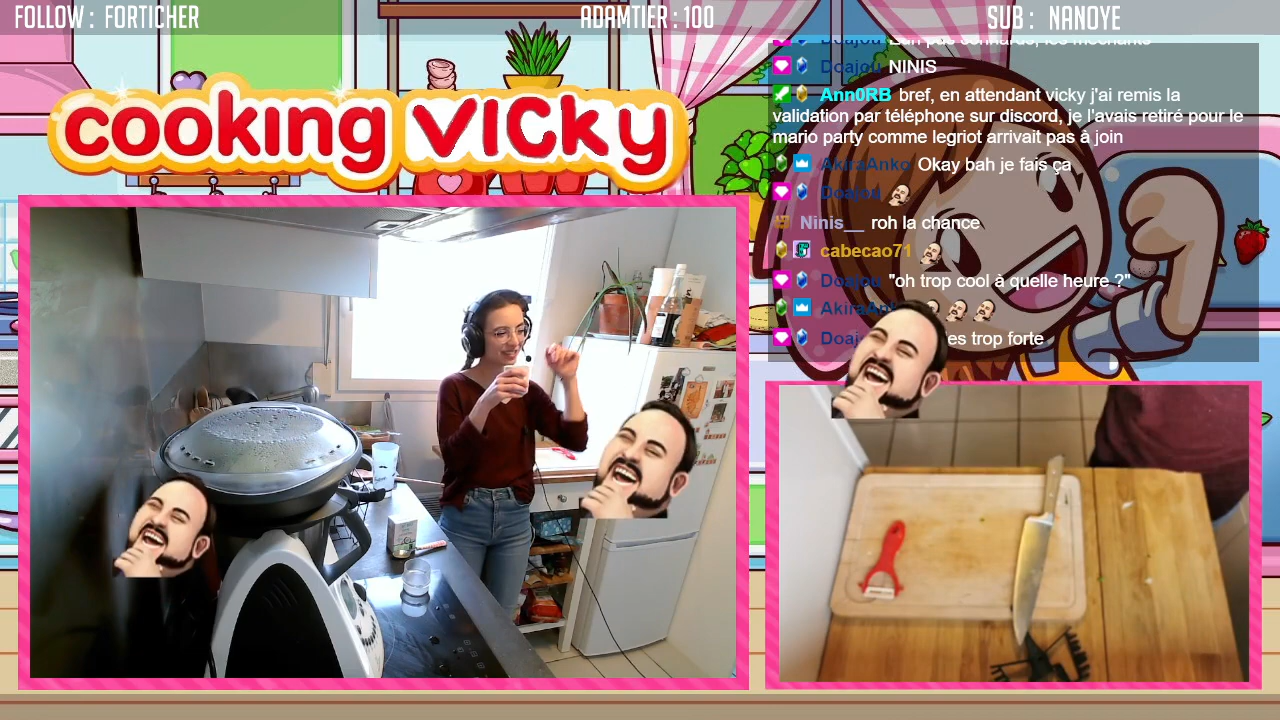 FOLLOW : FORTICHER
ADAMTIER : 100
SUB : NANOYE
cooking VICKY
Doajou NINIS
Ann0RB bref, en attendant vicky j'ai remis la
validation par téléphone sur discord, je l'avais retiré pour le
mario party comme legriot arrivait pas à join
AkiraAnko Okay bah je fais ça
Doajou
Ninis__ roh la chance
cabecao71
Doajou "oh trop cool à quelle heure ?"
es trop forte